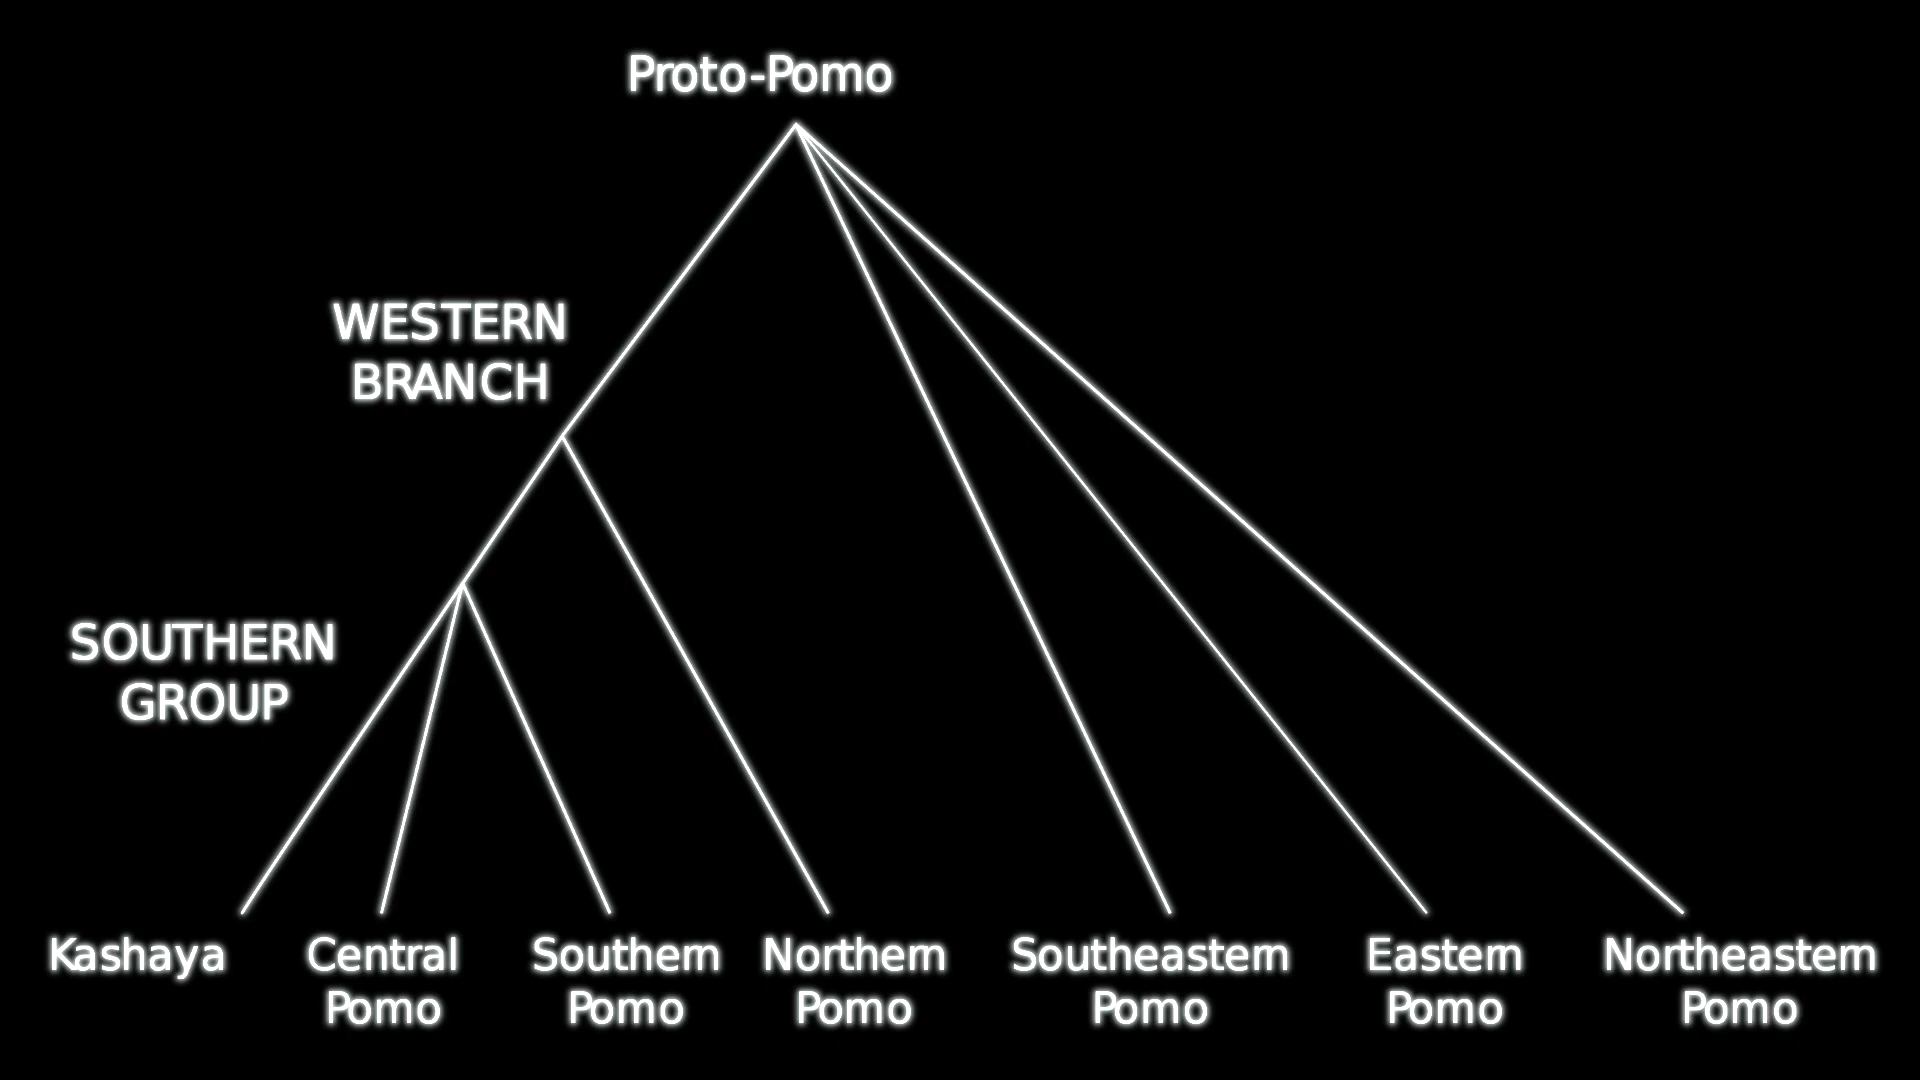 Proto-Pomo
WESTERN
BRANCH
SOUTHERN
GROUP
Kashaya
Central
Pomo
Southern
Pomo
Northern
Pomo
Southeastern
Pomo
Eastern
Pomo
Northeastern
Pomo